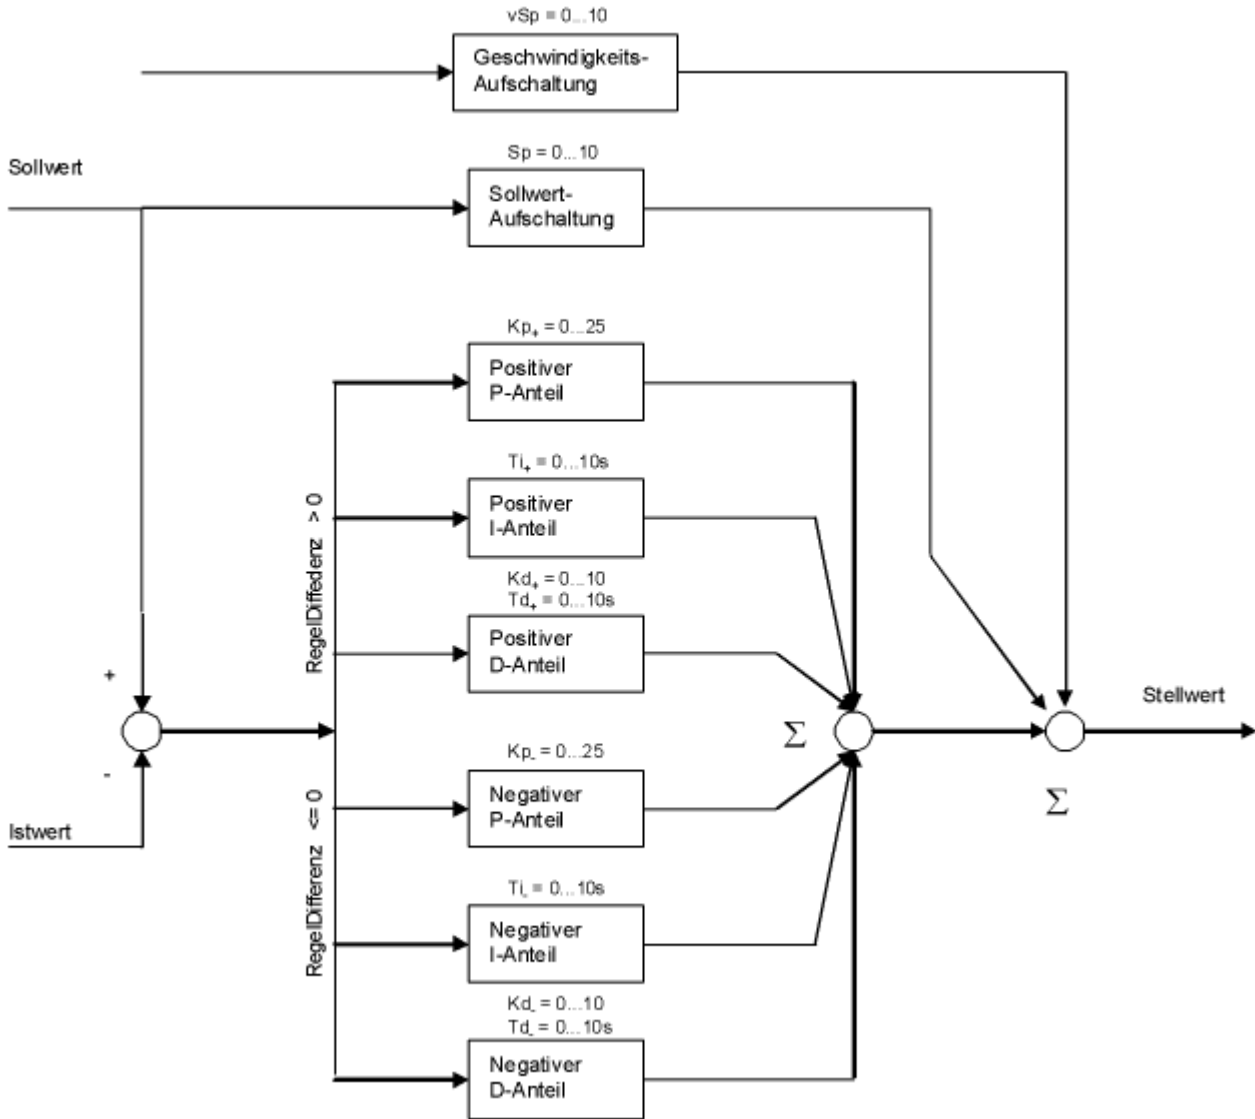 vSp = 0...10
Geschwindigkeits-
Aufschaltung
Sollwert
Sp = 0...10
Sollwert-
Aufschaltung
Kp₊ = 0...25
Positiver
P-Anteil
Ti₊ = 0...10s
Positiver
I-Anteil
RegelDiffedenz > 0
Kd₊ = 0...10
Td₊ = 0...10s
Positiver
D-Anteil
+
-
Σ
Stellwert
Σ
Istwert
Kp₋ = 0...25
Negativer
P-Anteil
RegelDifferenz <= 0
Ti₋ = 0...10s
Negativer
I-Anteil
Kd₋ = 0...10
Td₋ = 0...10s
Negativer
D-Anteil